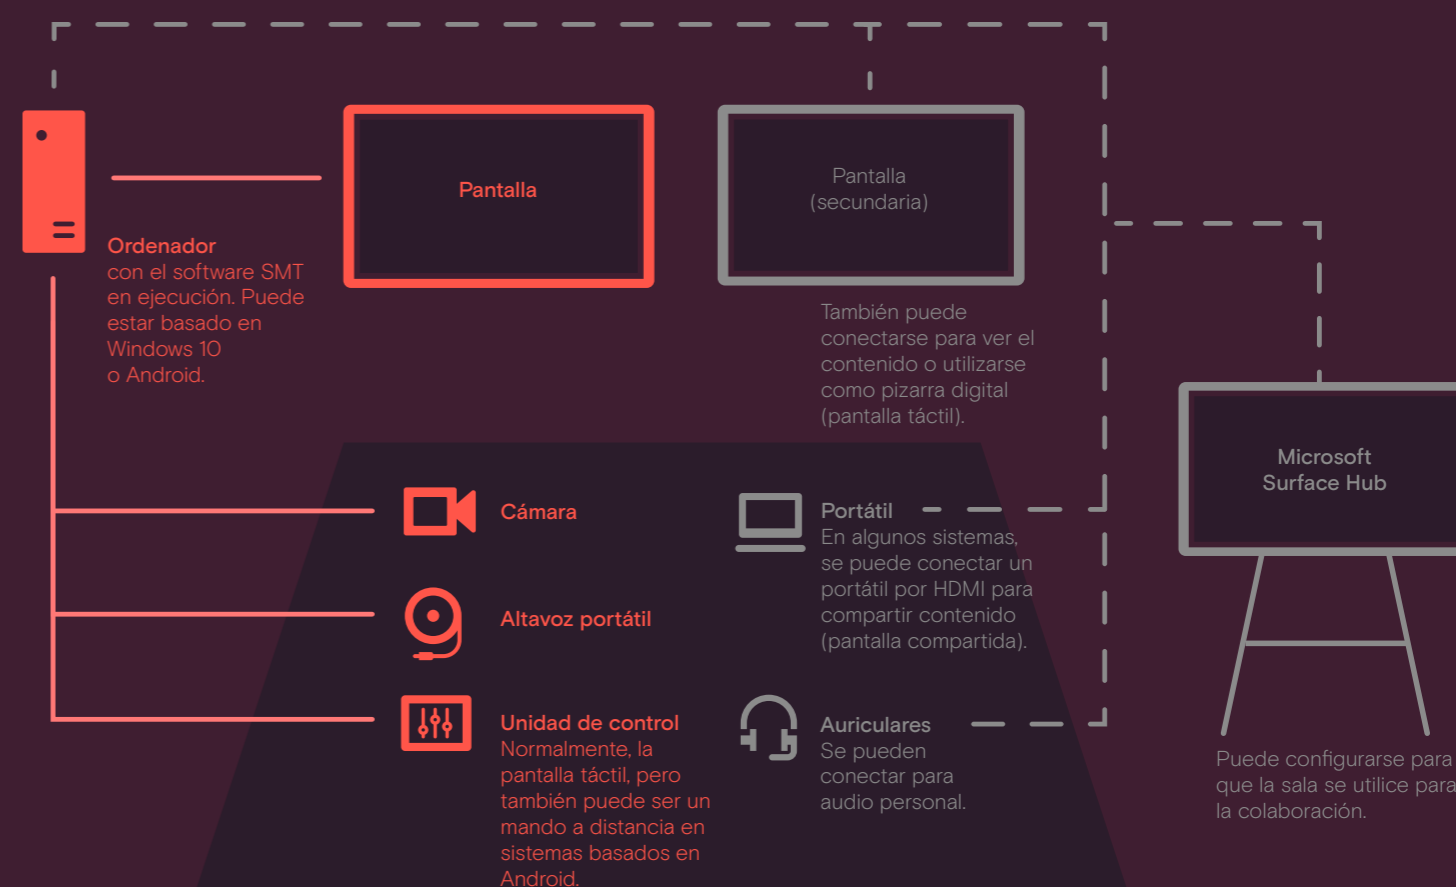 Pantalla
Pantalla
(secundaria)
Ordenador
con el software SMT
en ejecución. Puede
estar basado en
Windows 10
o Android.
También puede
conectarse para ver el
contenido o utilizarse
como pizarra digital
(pantalla táctil).
Microsoft
Surface Hub
Cámara
Portátil
En algunos sistemas,
se puede conectar un
portátil por HDMI para
compartir contenido
(pantalla compartida).
Altavoz portátil
Unidad de control
Normalmente, la
pantalla táctil, pero
también puede ser un
mando a distancia en
sistemas basados en
Android.
Auriculares
Se pueden
conectar para
audio personal.
Puede configurarse para
que la sala se utilice para
la colaboración.